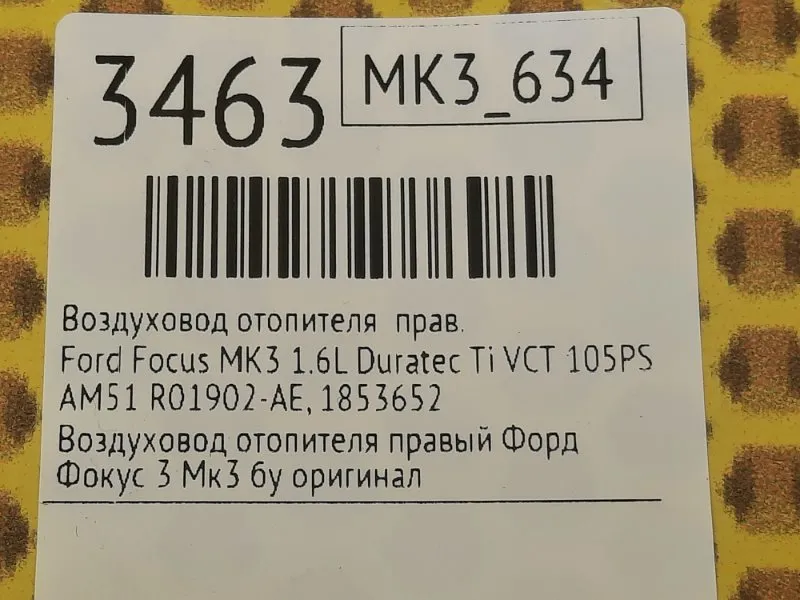 3463
MK3_634
Воздуховод отопителя прав.
Ford Focus MK3 1.6L Duratec Ti VCT 105PS
AM51 R01902-AE, 1853652
Воздуховод отопителя правый Форд
Фокус 3 Мк3 бу оригинал